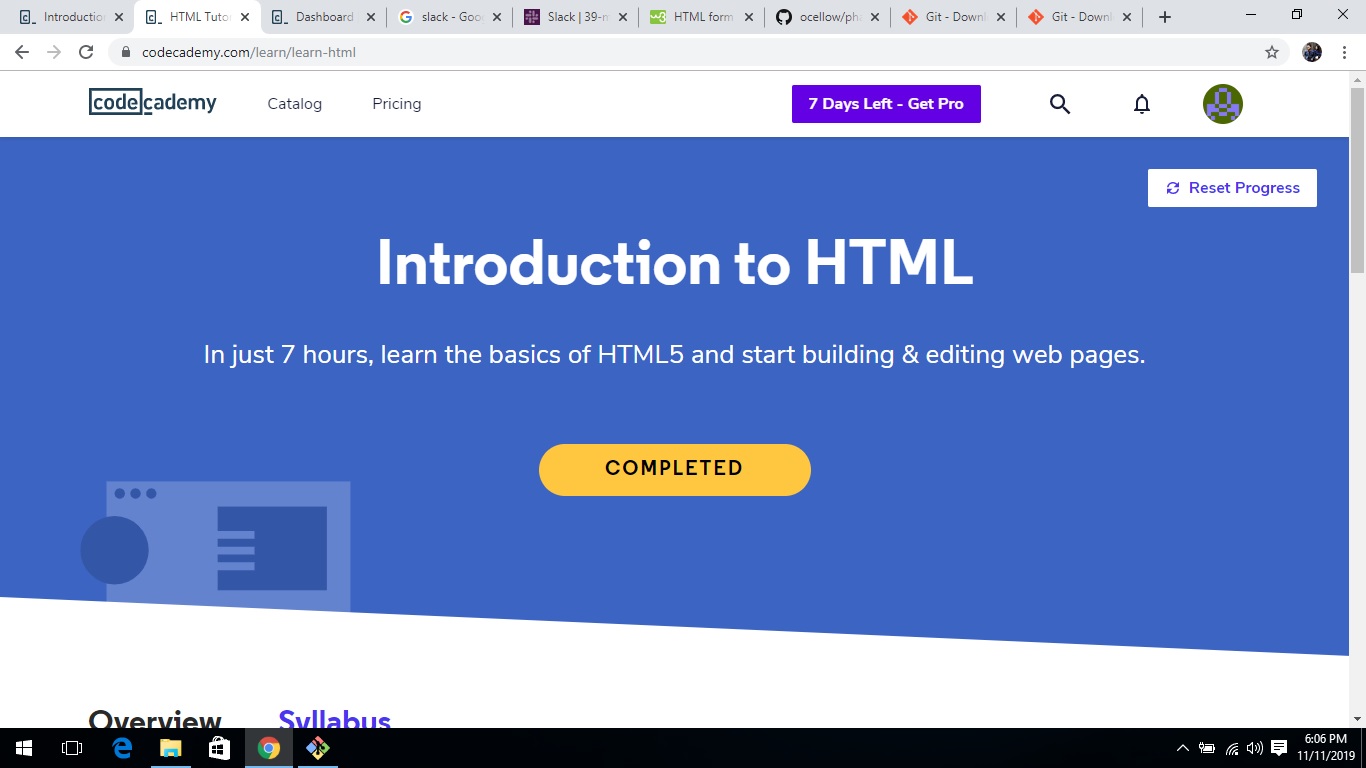 Introduction
HTML Tutor
Dashboard
slack - Goo
Slack | 39-m
HTML form
ocellow/pha
Git - Downl
Git - Downl
codecademy.com/learn/learn-html
codecademy
Catalog
Pricing
7 Days Left - Get Pro
Reset Progress
Introduction to HTML
In just 7 hours, learn the basics of HTML5 and start building & editing web pages.
COMPLETED
Overview
Syllabus
6:06 PM
11/11/2019